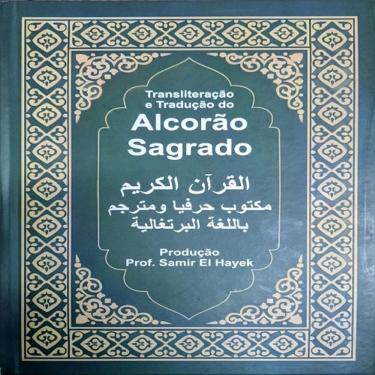 Transliteração
e Tradução do
Alcorão
Sagrado
القرآن الكريم
مكتوب حرفيا ومترجم
باللغة البرتغالية
Produção
Prof. Samir El Hayek